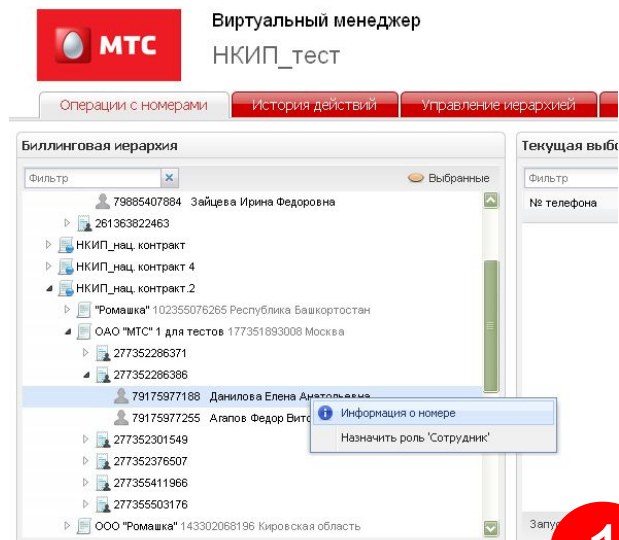 мтс
Виртуальный менеджер
НКИП_тест
Операции с номерами
История действий
Управление иерархией
Биллинговая иерархия
Текущая
Фильтр
Выбранные
Фильтр
79885407884 Зайцева Ирина Федоровна
№ телефона
261363822463
НКИП_нац. контракт
НКИП_нац. контракт 4
НКИП_нац. контракт.2
"Ромашка" 102355076265 Республика Башкортостан
ОАО "МТС" 1 для тестов 177351893008 Москва
277352286371
277352286386
79175977188 Данилова Елена Анатольевна
Информация о номере
79175977255 Агапов Федор
Назначить роль 'Сотрудник'
277352301549
277352376507
277355411966
277355503176
ООО "Ромашка" 143302068196 Кировская область
1